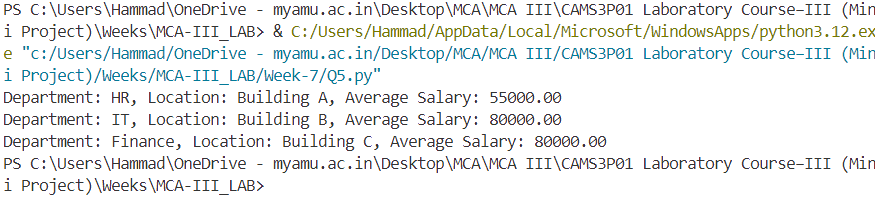 PS C:\Users\Hammad\OneDrive - myamu.ac.in\Desktop\MCA\MCA III\CAMS3P01 Laboratory Course–III (Min
i Project)\Weeks\MCA-III_LAB> & C:/Users/Hammad/AppData/Local/Microsoft/WindowsApps/python3.12.ex
e "c:/Users/Hammad/OneDrive - myamu.ac.in/Desktop/MCA/MCA III/CAMS3P01 Laboratory Course–III (Min
i Project)/Weeks/MCA-III_LAB/Week-7/Q5.py"
Department: HR, Location: Building A, Average Salary: 55000.00
Department: IT, Location: Building B, Average Salary: 80000.00
Department: Finance, Location: Building C, Average Salary: 80000.00
PS C:\Users\Hammad\OneDrive - myamu.ac.in\Desktop\MCA\MCA III\CAMS3P01 Laboratory Course–III (Min
i Project)\Weeks\MCA-III_LAB>